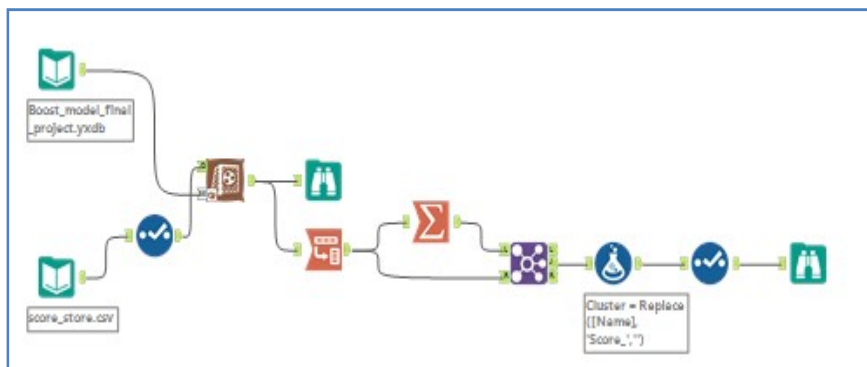 Boost_model_final
_project.yxdb
score_store.csv
Cluster = Replace
([Name],
'Score_','')